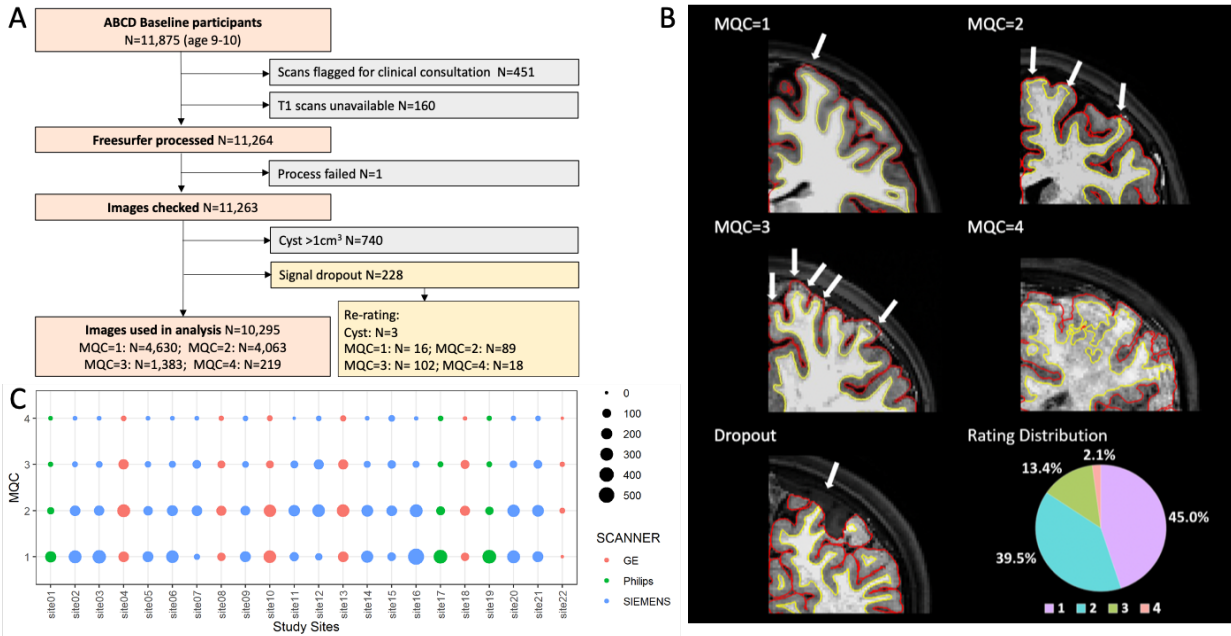 A
ABCD Baseline participants
N=11,875 (age 9-10)
Scans flagged for clinical consultation N=451
T1 scans unavailable N=160
Freesurfer processed N=11,264
Process failed N=1
Images checked N=11,263
Cyst >1cm³ N=740
Signal dropout N=228
Images used in analysis N=10,295
MQC=1: N=4,630; MQC=2: N=4,063
MQC=3: N=1,383; MQC=4: N=219
Re-rating:
Cyst: N=3
MQC=1: N= 16; MQC=2: N=89
MQC=3: N= 102; MQC=4: N=18
B
MQC=1
MQC=2
MQC=3
MQC=4
Dropout
Rating Distribution
2.1%
13.4%
45.0%
39.5%
1 2 3 4
C
MQC
4
3
2
1
site01
site02
site03
site04
site05
site06
site07
site08
site09
site10
site11
site12
site13
site14
site15
site16
site17
site18
site19
site20
site21
site22
Study Sites
0
100
200
300
400
500
SCANNER
GE
Philips
SIEMENS